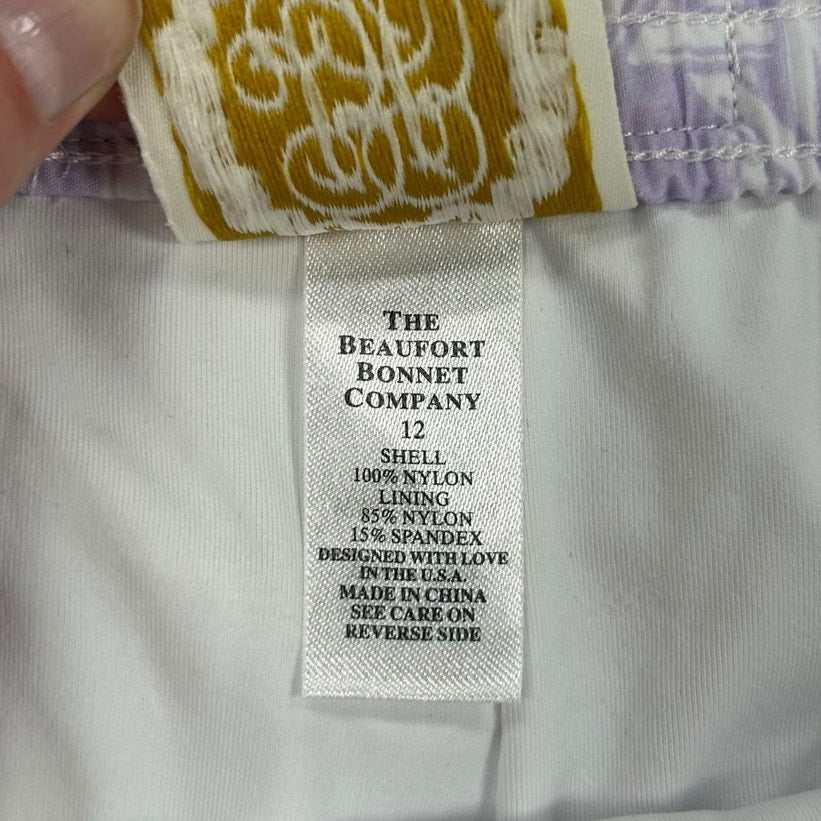 THE
BEAUFORT
BONNET
COMPANY
12
SHELL
100% NYLON
LINING
85% NYLON
15% SPANDEX
DESIGNED WITH LOVE
IN THE U.S.A.
MADE IN CHINA
SEE CARE ON
REVERSE SIDE